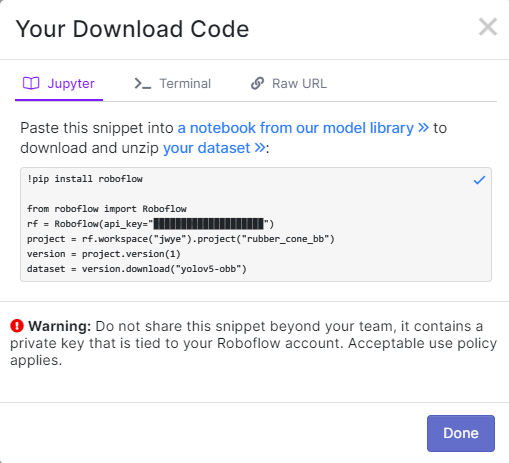 Your Download Code
Jupyter
Terminal
Raw URL
Paste this snippet into a notebook from our model library » to
download and unzip your dataset »:
!pip install roboflow
from roboflow import Roboflow
rf = Roboflow(api_key="████████████████████")
project = rf.workspace("jwye").project("rubber_cone_bb")
version = project.version(1)
dataset = version.download("yolov5-obb")
Warning: Do not share this snippet beyond your team, it contains a
private key that is tied to your Roboflow account. Acceptable use policy
applies.
Done